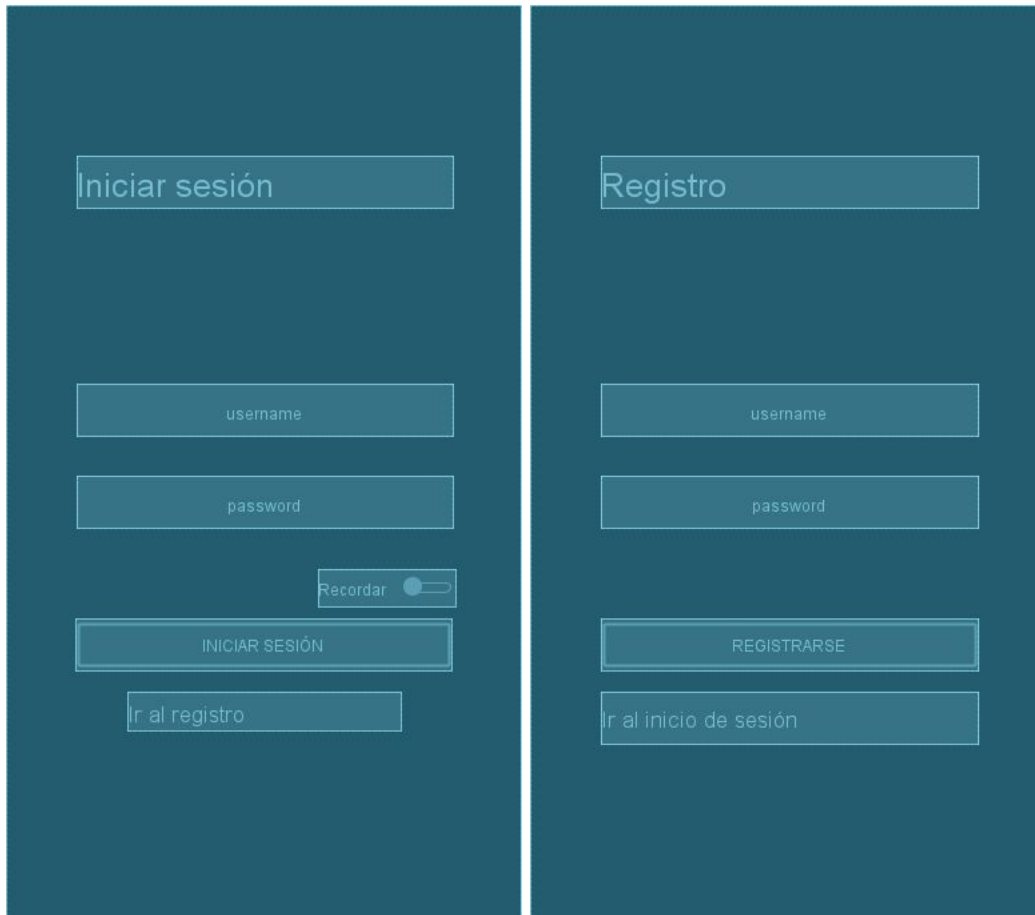 Iniciar sesión
username
password
Recordar
INICIAR SESIÓN
Ir al registro
Registro
username
password
REGISTRARSE
Ir al inicio de sesión